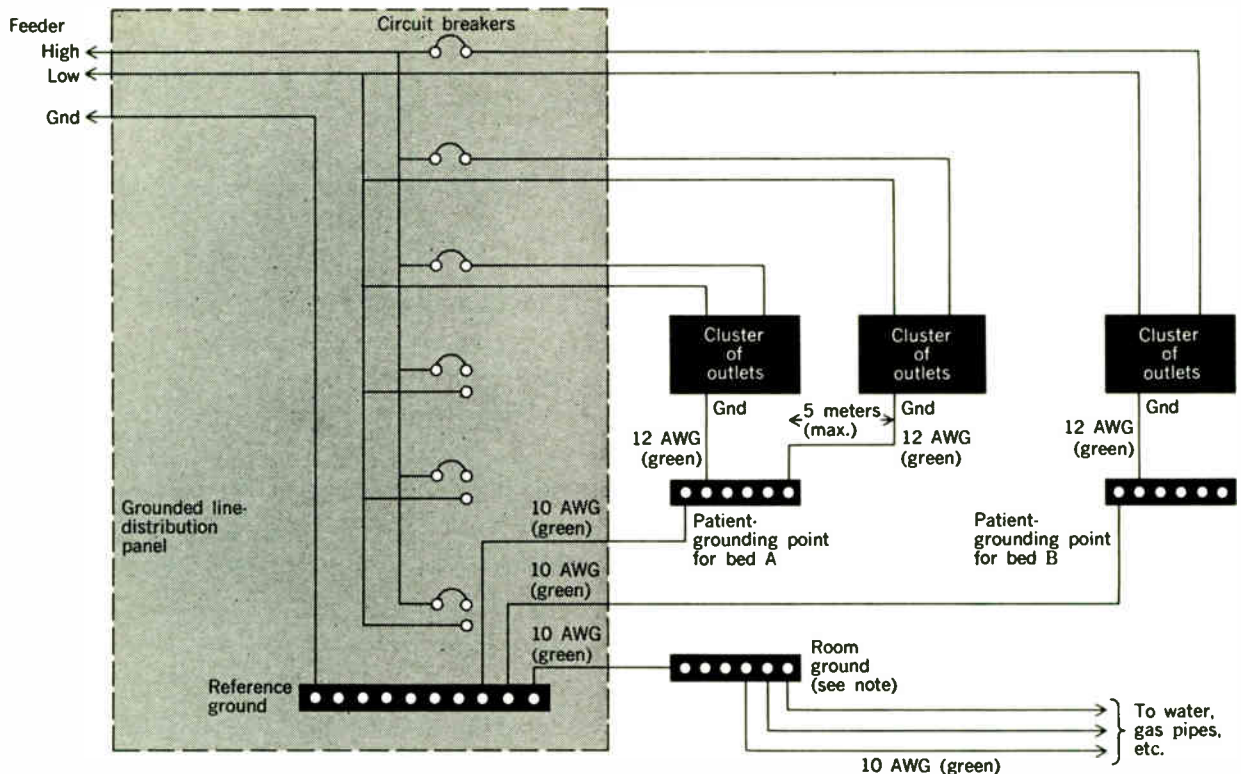 Feeder
High
Low
Gnd
Circuit breakers
Cluster
of
outlets
Cluster
of
outlets
Cluster
of
outlets
Gnd
5 meters
(max.)
Gnd
Gnd
12 AWG
(green)
12 AWG
(green)
12 AWG
(green)
Grounded line-
distribution
panel
10 AWG
(green)
Patient-
grounding point
for bed A
Patient-
grounding point
for bed B
10 AWG
(green)
10 AWG
(green)
Room
ground
(see note)
Reference
ground
To water,
gas pipes,
etc.
10 AWG (green)